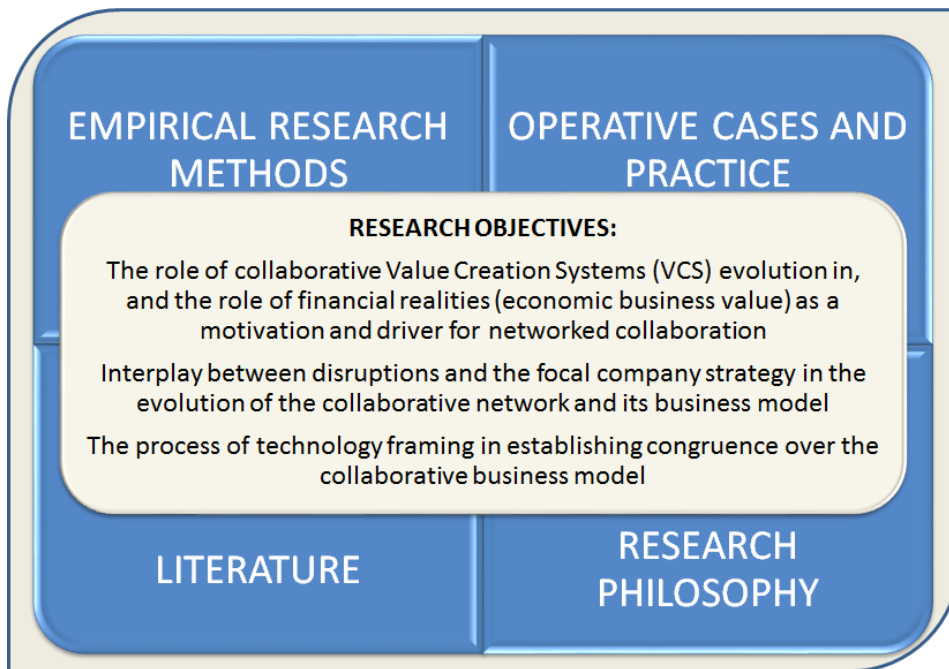 EMPIRICAL RESEARCH
METHODS
OPERATIVE CASES AND
PRACTICE
RESEARCH OBJECTIVES:
The role of collaborative Value Creation Systems (VCS) evolution in,
and the role of financial realities (economic business value) as a
motivation and driver for networked collaboration
Interplay between disruptions and the focal company strategy in the
evolution of the collaborative network and its business model
The process of technology framing in establishing congruence over the
collaborative business model
LITERATURE
RESEARCH
PHILOSOPHY